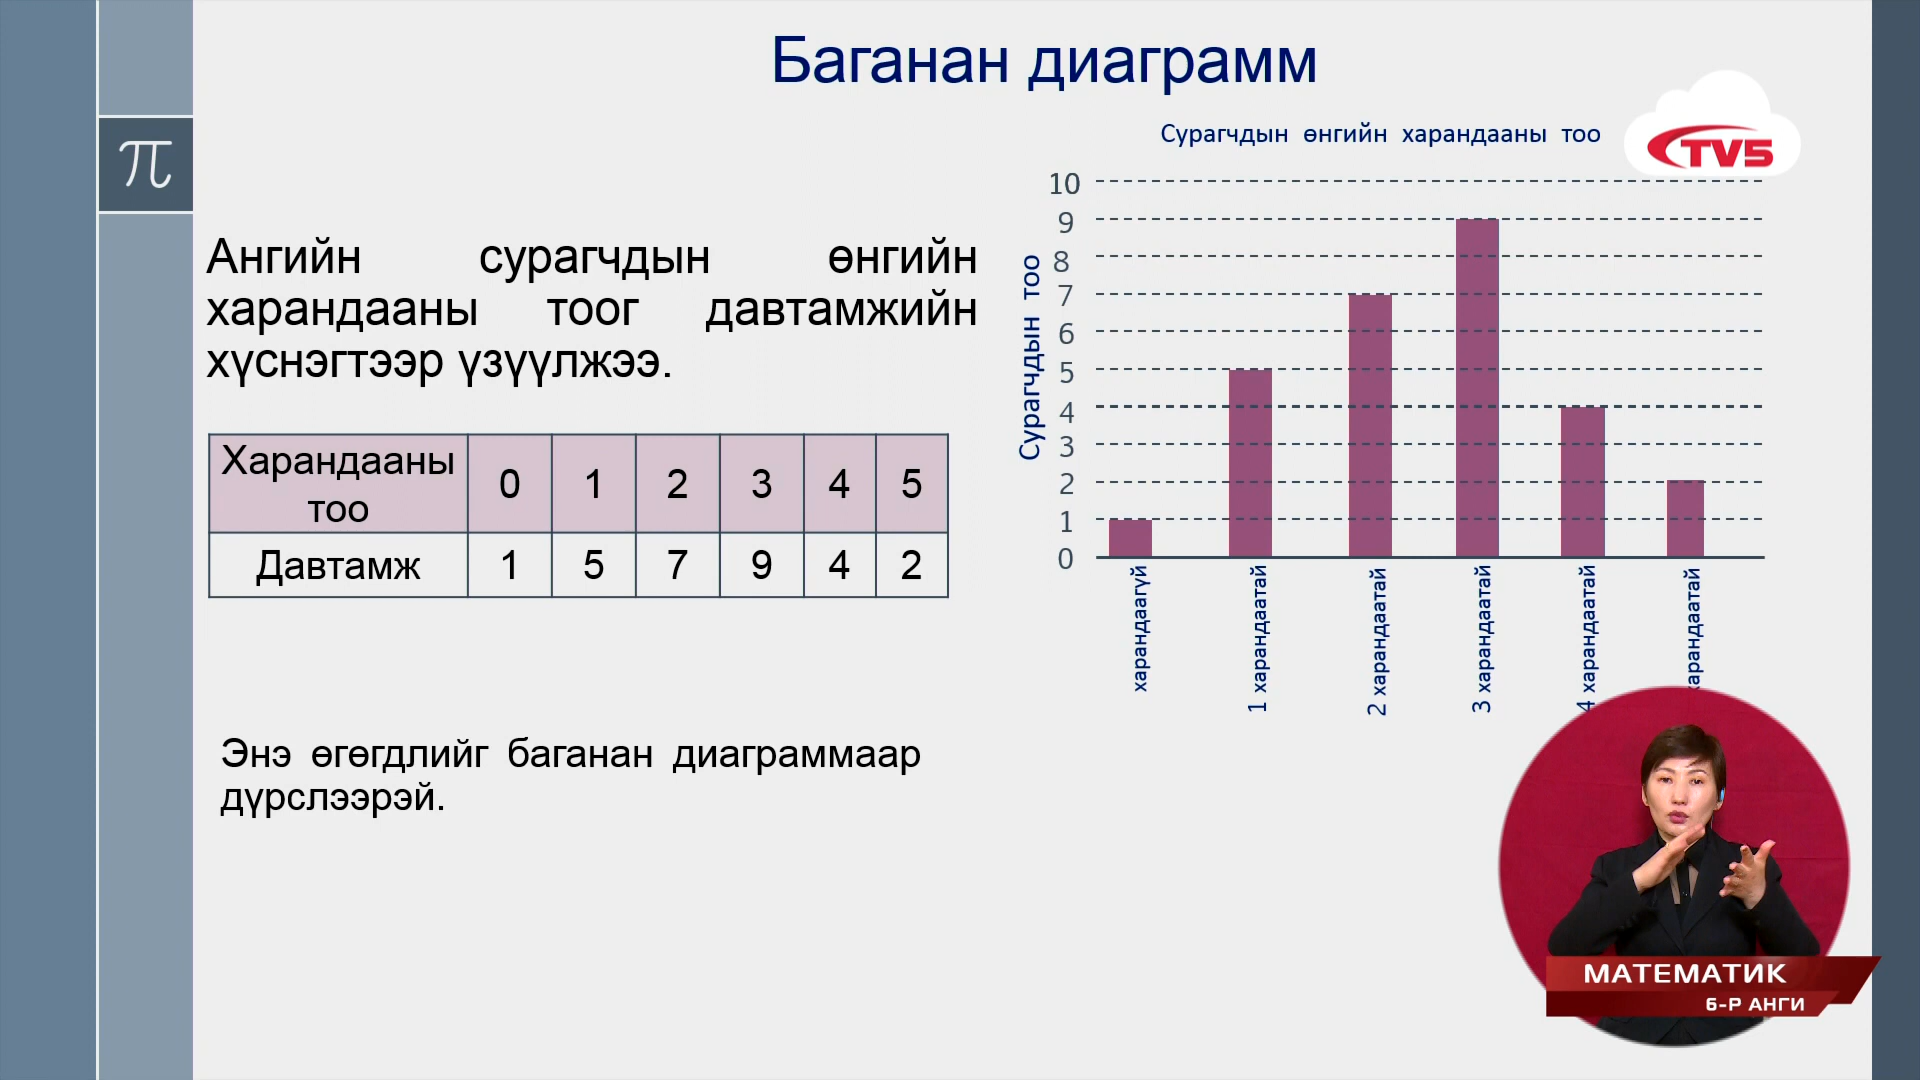 Баганан диаграмм
π
Ангийн сурагчдын өнгийн
харандааны тоог давтамжийн
хүснэгтээр үзүүлжээ.
Харандааны тоо 0 1 2 3 4 5
Давтамж 1 5 7 9 4 2
Энэ өгөгдлийг баганан диаграммаар
дүрслээрэй.
Сурагчдын өнгийн харандааны тоо
TV5
Сурагчдын тоо
10
9
8
7
6
5
4
3
2
1
0
харандаагүй
1 харандаатай
2 харандаатай
3 харандаатай
4 харандаатай
харандаатай
МАТЕМАТИК
6-Р АНГИ